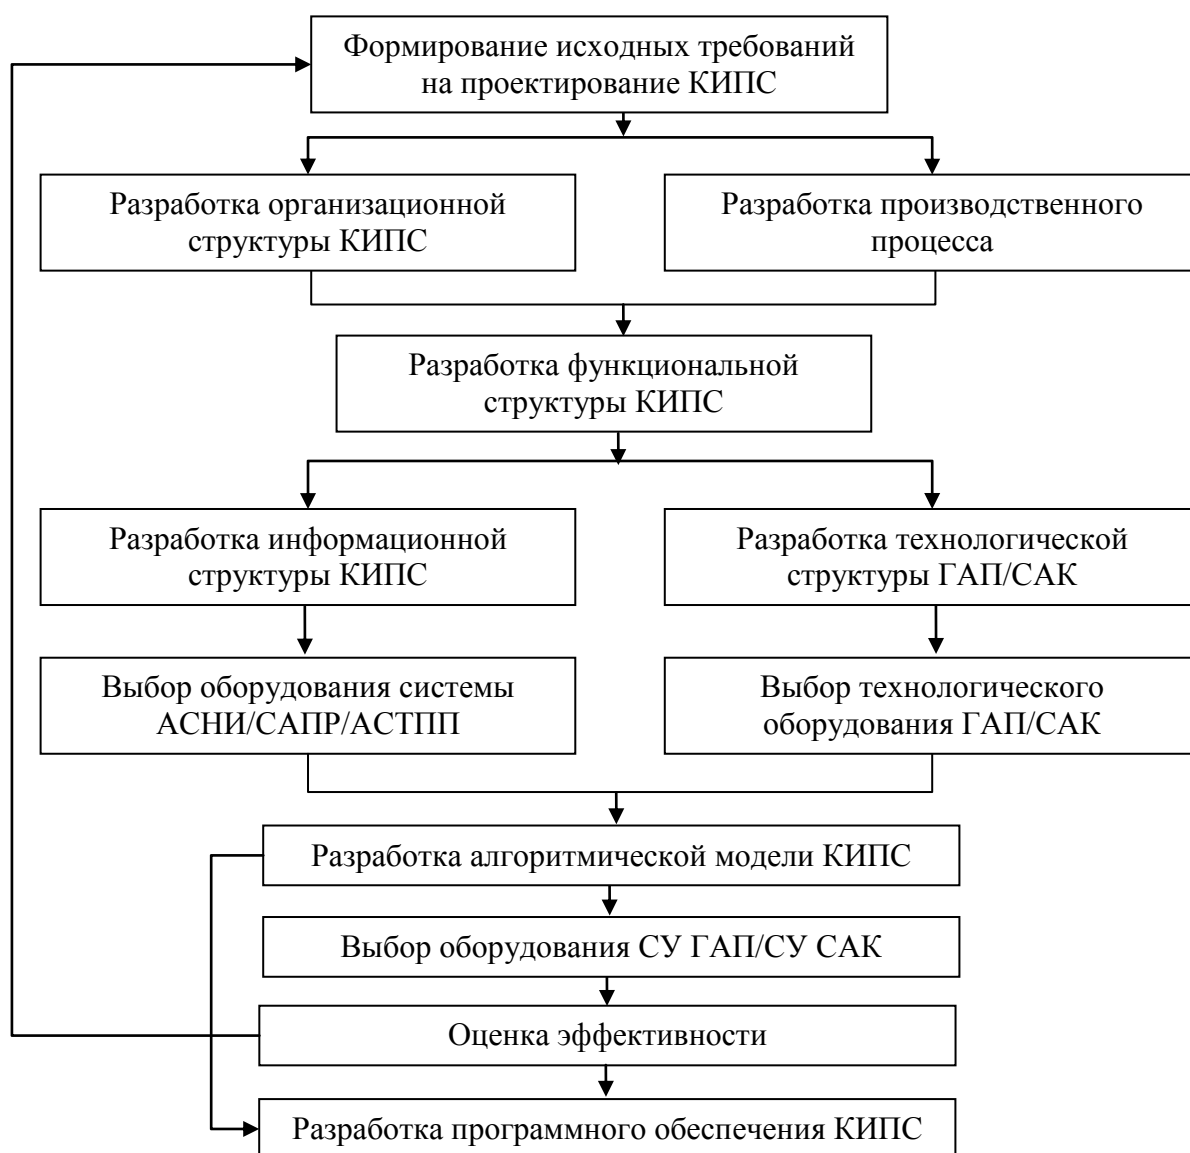 Формирование исходных требований
на проектирование КИПС
Разработка организационной
структуры КИПС
Разработка производственного
процесса
Разработка функциональной
структуры КИПС
Разработка информационной
структуры КИПС
Разработка технологической
структуры ГАП/САК
Выбор оборудования системы
АСНИ/САПР/АСТПП
Выбор технологического
оборудования ГАП/САК
Разработка алгоритмической модели КИПС
Выбор оборудования СУ ГАП/СУ САК
Оценка эффективности
Разработка программного обеспечения КИПС